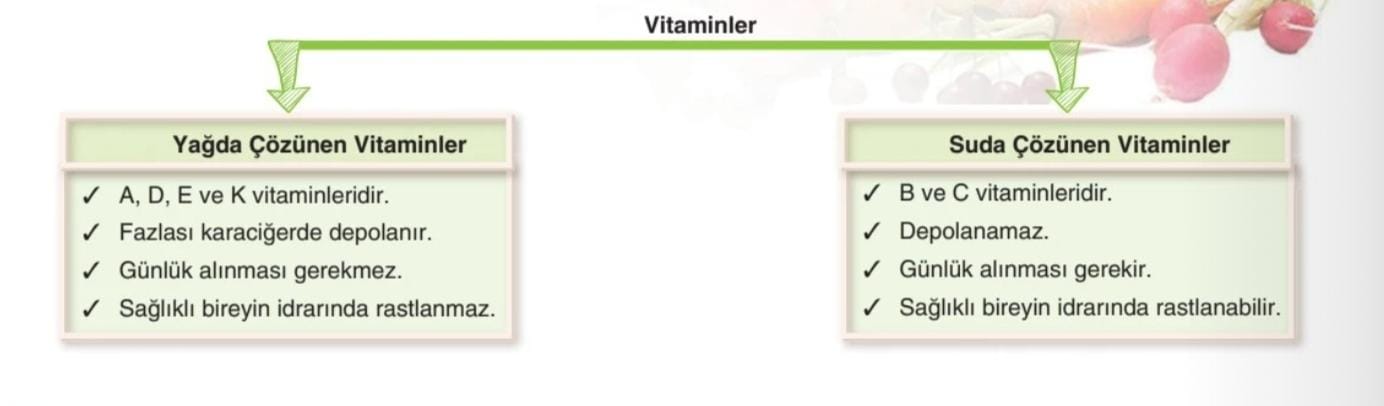 Vitaminler
Yağda Çözünen Vitaminler
✓ A, D, E ve K vitaminleridir.
✓ Fazlası karaciğerde depolanır.
✓ Günlük alınması gerekmez.
✓ Sağlıklı bireyin idrarında rastlanmaz.
Suda Çözünen Vitaminler
✓ B ve C vitaminleridir.
✓ Depolanamaz.
✓ Günlük alınması gerekir.
✓ Sağlıklı bireyin idrarında rastlanabilir.